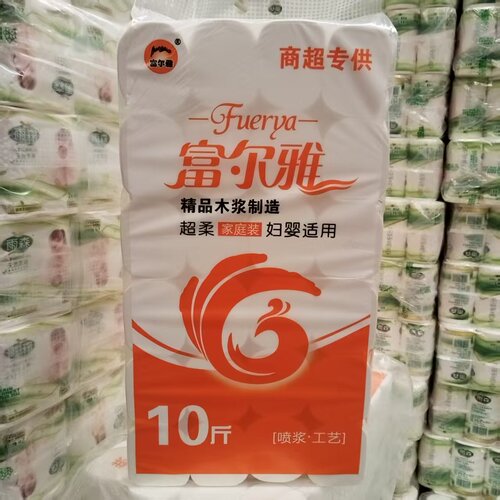 富尔雅
®
商超专供
Fuerya
富尔雅
精品木浆制造
超柔 家庭装 妇婴适用
10斤
[喷浆·工艺]